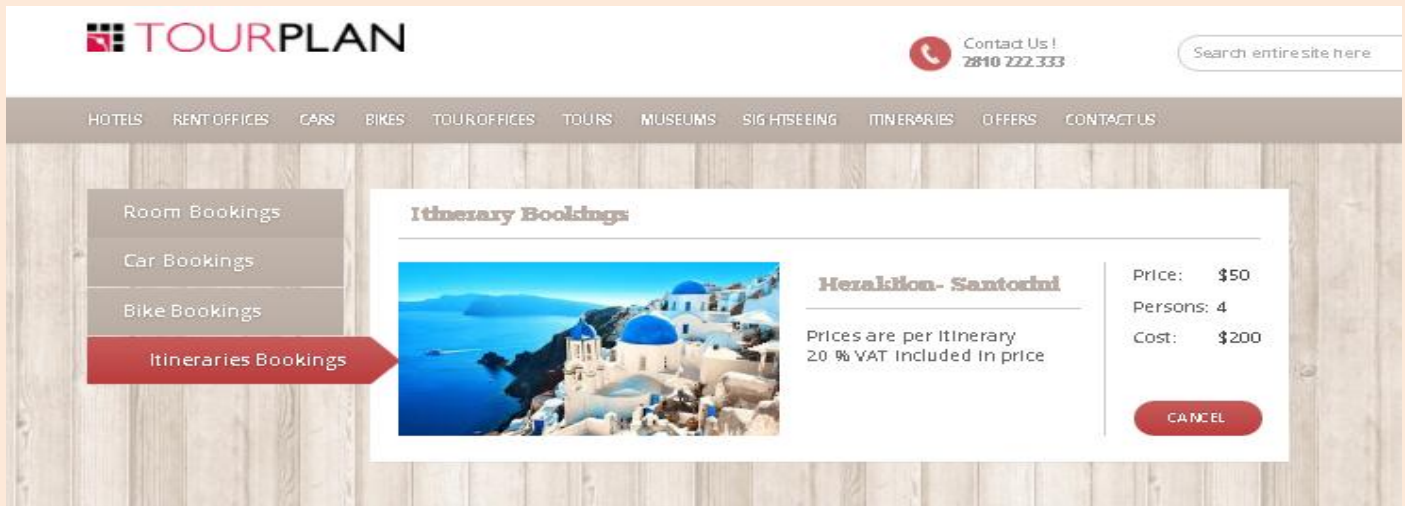 TOURPLAN
Contact Us !
2810 222 333
Search entire site here
HOTELS RENT OFFICES CARS BIKES TOUR OFFICES TOURS MUSEUMS SIGHTSEEING ITINERARIES OFFERS CONTACT US
Room Bookings
Car Bookings
Bike Bookings
Itineraries Bookings
Itinerary Bookings
Heraklion- Santorini
Prices are per itinerary
20 % VAT included in price
Price: $50
Persons: 4
Cost: $200
CANCEL